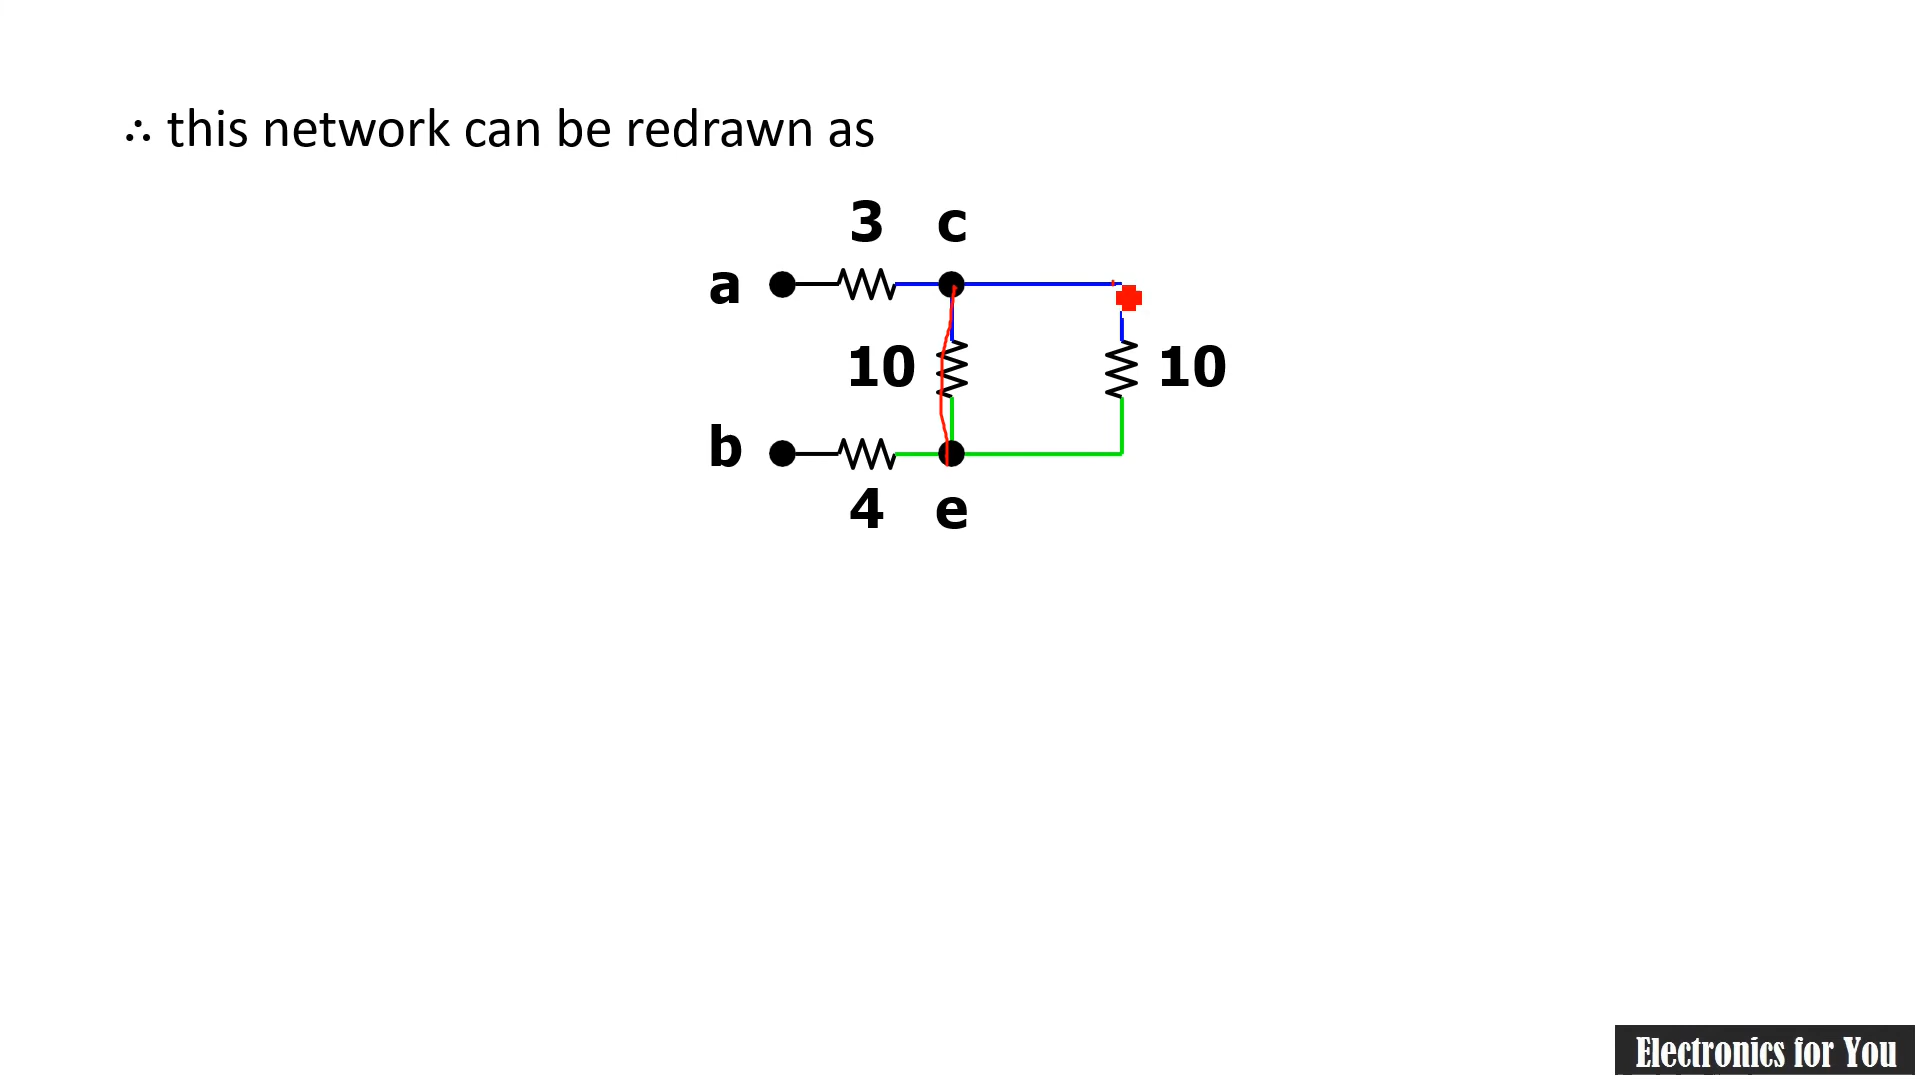 ∴ this network can be redrawn as
3 c
a
10 10
b
4 e
Electronics for You